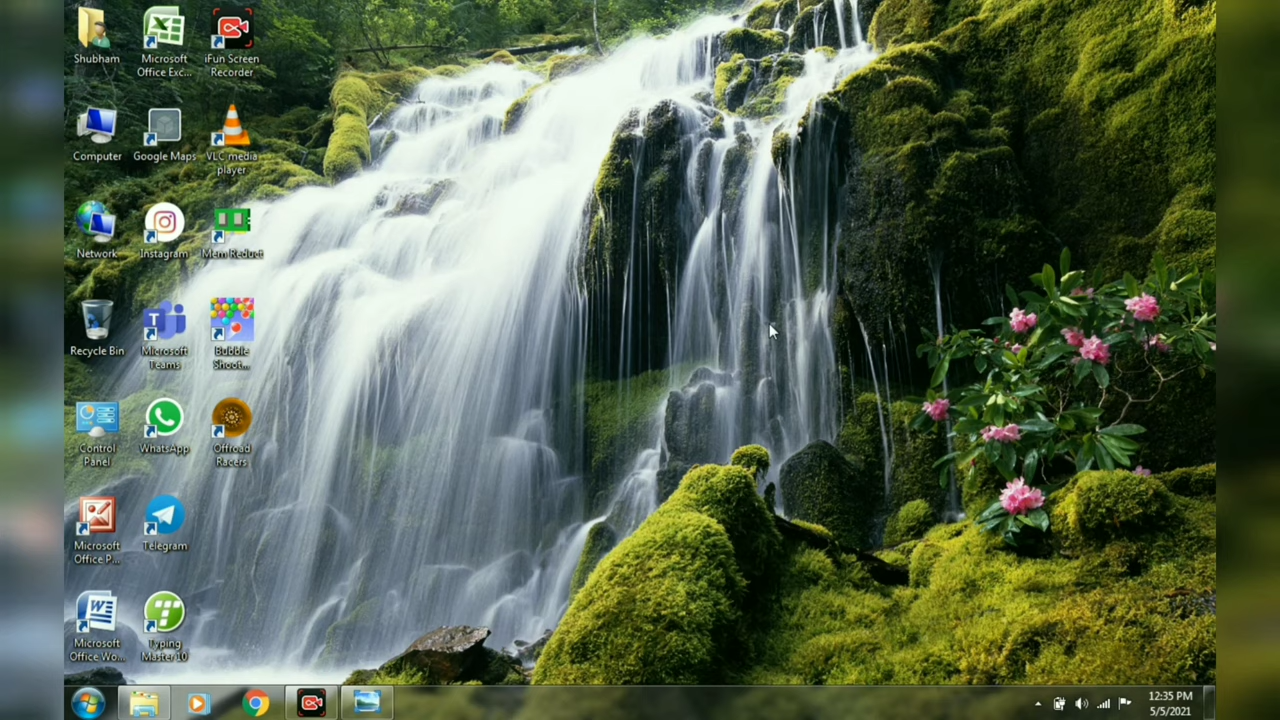 Shubham
Microsoft
Office Exc...
iFun Screen
Recorder
Computer
Google Maps
VLC media
player
Network
Instagram
Mem Reduct
Recycle Bin
Microsoft
Teams
Bubble
Shoot...
Control
Panel
WhatsApp
Offroad
Racers
Microsoft
Office P...
Telegram
Microsoft
Office Wo...
Typing
Master 10
12:35 PM
5/5/2021